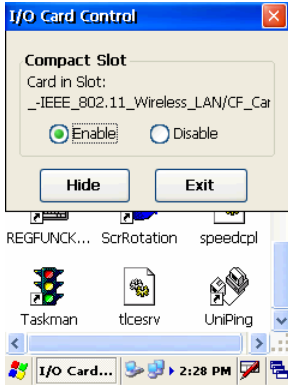 I/O Card Control
Compact Slot
Card in Slot:
_-IEEE_802.11_Wireless_LAN/CF_Car
Enable
Disable
Hide
Exit
REGFUNCK... ScrRotation speedcpl
Taskman tlcesrv UniPing
I/O Card... 2:28 PM